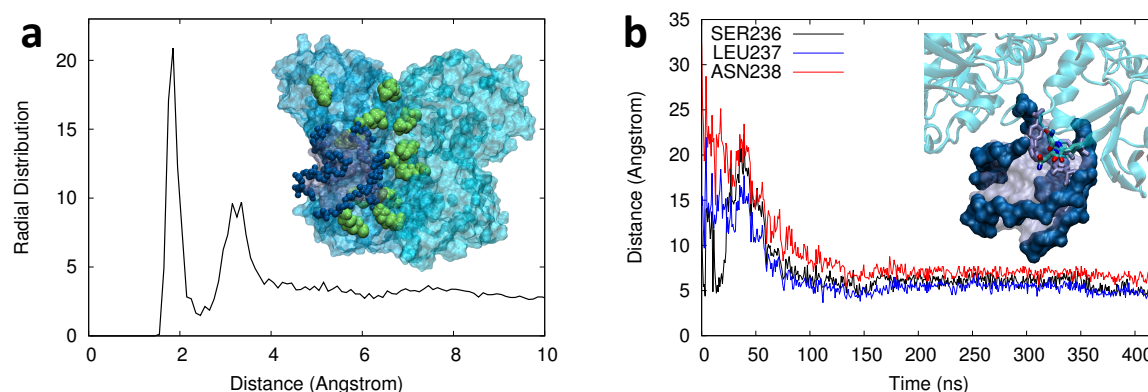 a
20
15
10
5
0
Radial Distribution
0 2 4 6 8 10
Distance (Angstrom)
b
35
30
25
20
15
10
5
0
Distance (Angstrom)
SER236
LEU237
ASN238
0 50 100 150 200 250 300 350 400
Time (ns)